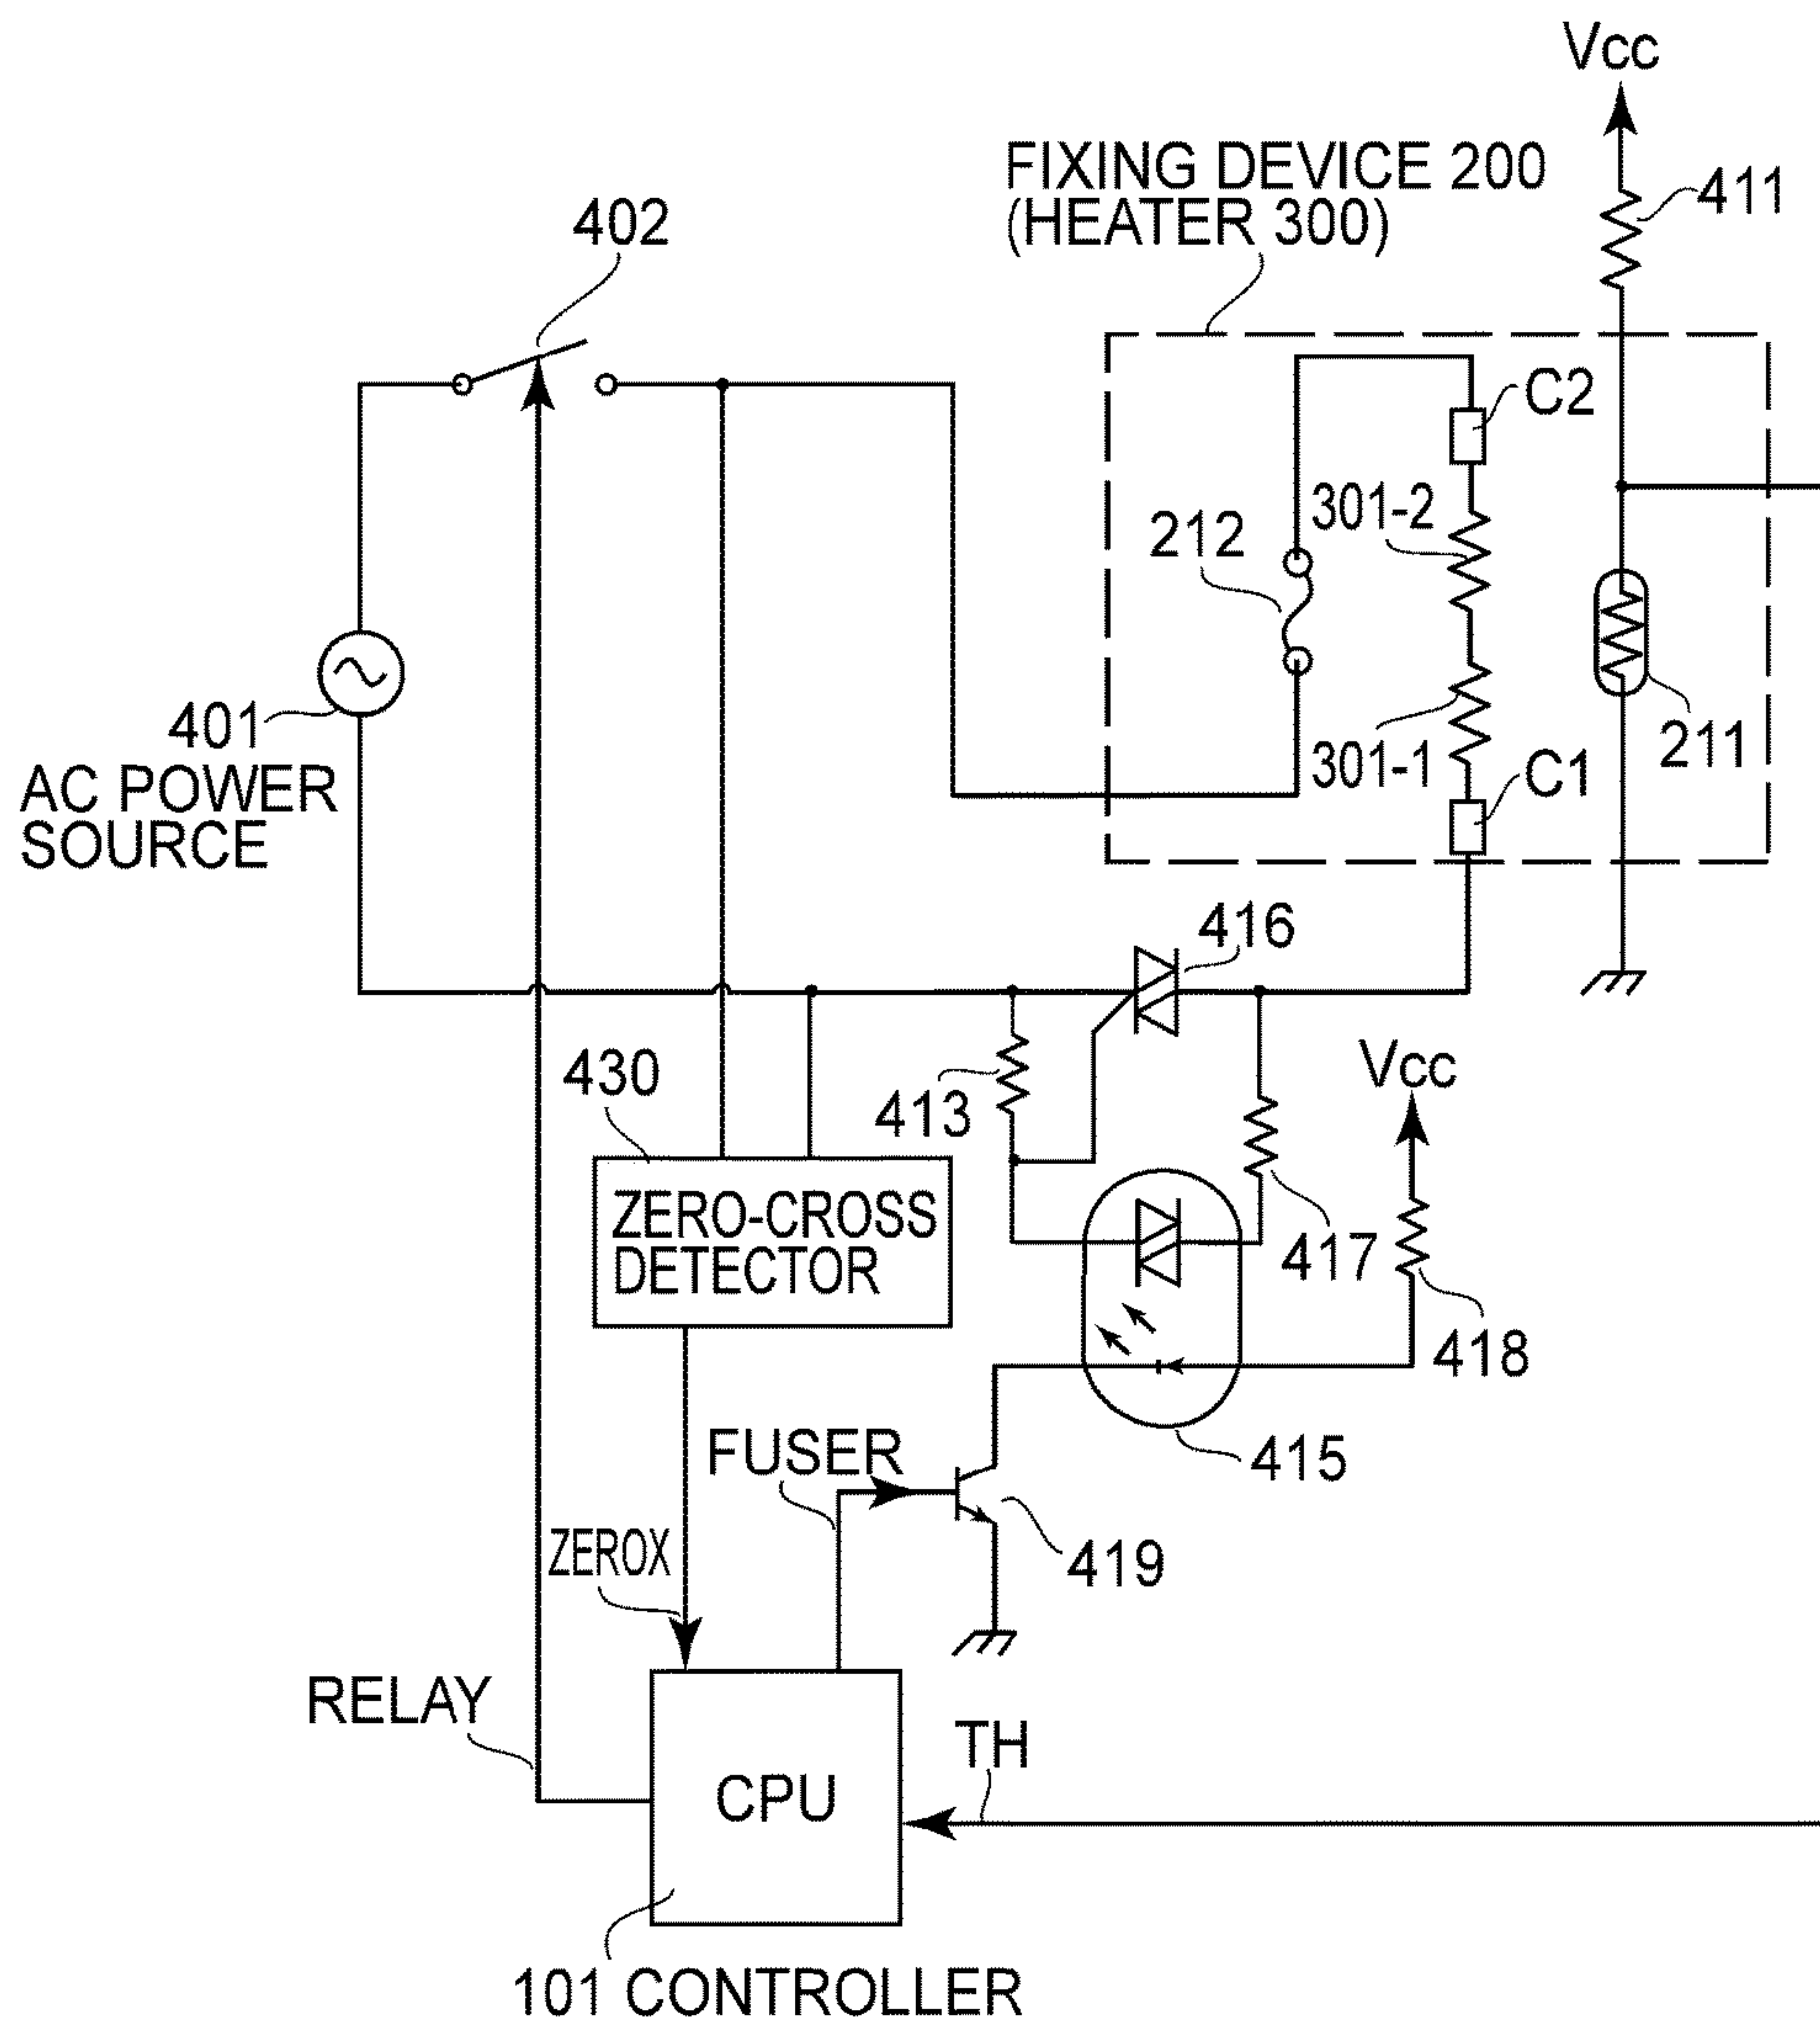 Vcc
FIXING DEVICE 200
(HEATER 300)
411
402
C2
301-2
212
401
AC POWER
SOURCE
301-1
211
C1
416
430
413
Vcc
ZERO-CROSS
DETECTOR
417
418
FUSER
415
ZEROX
419
RELAY
TH
CPU
101 CONTROLLER